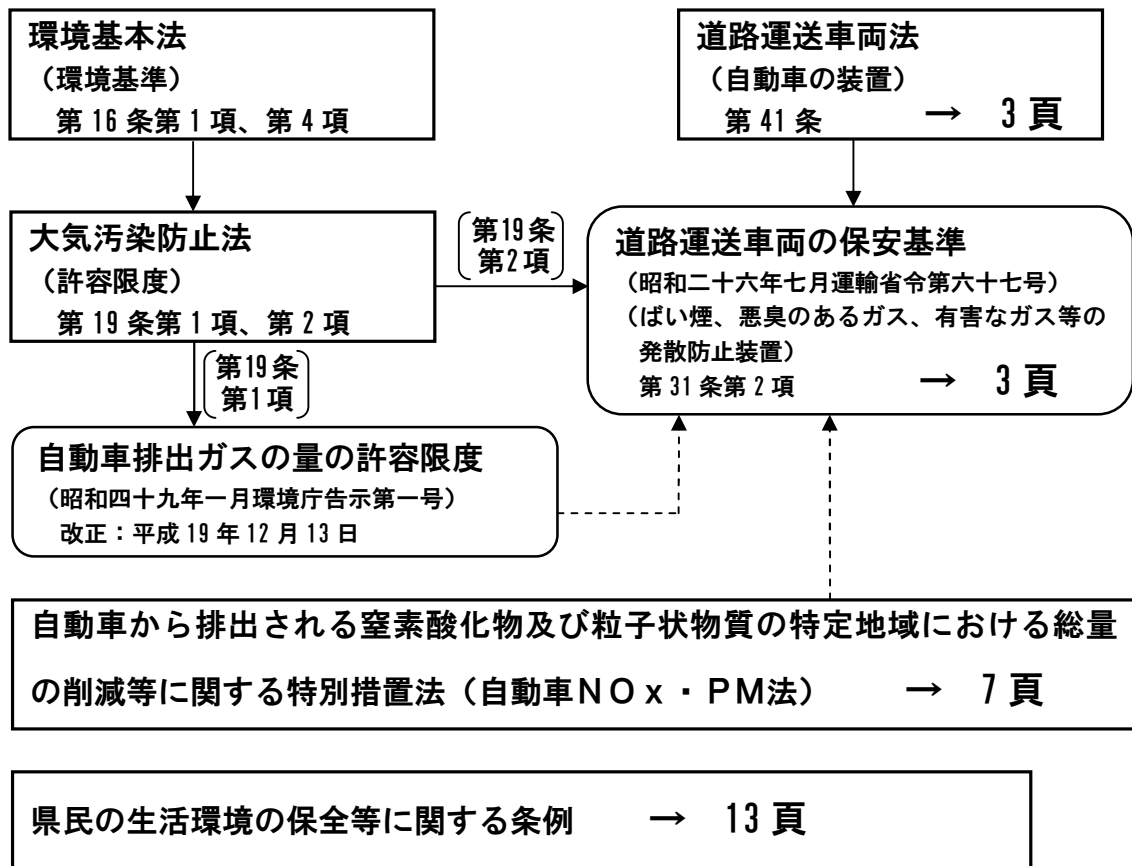 環境基本法
（環境基準）
第16条第1項、第4項
道路運送車両法
（自動車の装置）
第41条 → 3頁
大気汚染防止法
（許容限度）
第19条第1項、第2項
第19条
第2項
道路運送車両の保安基準
（昭和二十六年七月運輸省令第六十七号）
（ばい煙、悪臭のあるガス、有害なガス等の
発散防止装置）
第31条第2項 → 3頁
第19条
第1項
自動車排出ガスの量の許容限度
（昭和四十九年一月環境庁告示第一号）
改正：平成19年12月13日
自動車から排出される窒素酸化物及び粒子状物質の特定地域における総量
の削減等に関する特別措置法（自動車ＮＯｘ・ＰＭ法） → 7頁
県民の生活環境の保全等に関する条例 → 13頁